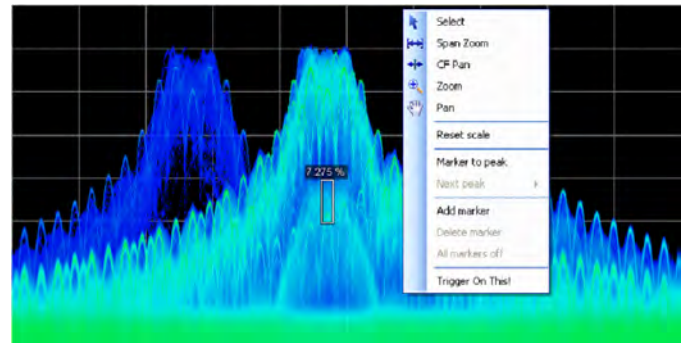 Select
Span Zoom
CF Pan
Zoom
Pan
Reset scale
Marker to peak
Next peak
Add marker
Delete marker
All markers off
Trigger On This!
7.275 %